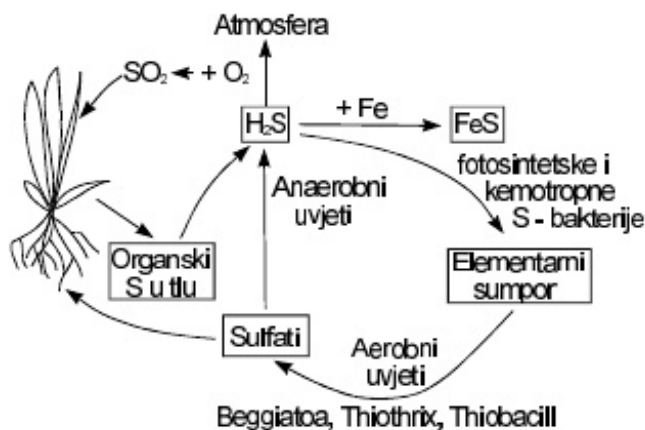 Atmosfera
SO₂ + O₂
H₂S
+ Fe
FeS
fotosintetske i
kemotropne
S - bakterije
Anaerobni
uvjeti
Organski
S u tlu
Elementarni
sumpor
Sulfati
Aerobni
uvjeti
Beggiatoa, Thiothrix, Thiobacill